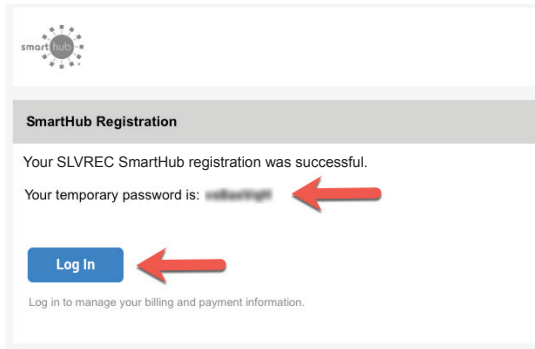 smart hub
SmartHub Registration
Your SLVREC SmartHub registration was successful.
Your temporary password is:
Log In
Log in to manage your billing and payment information.